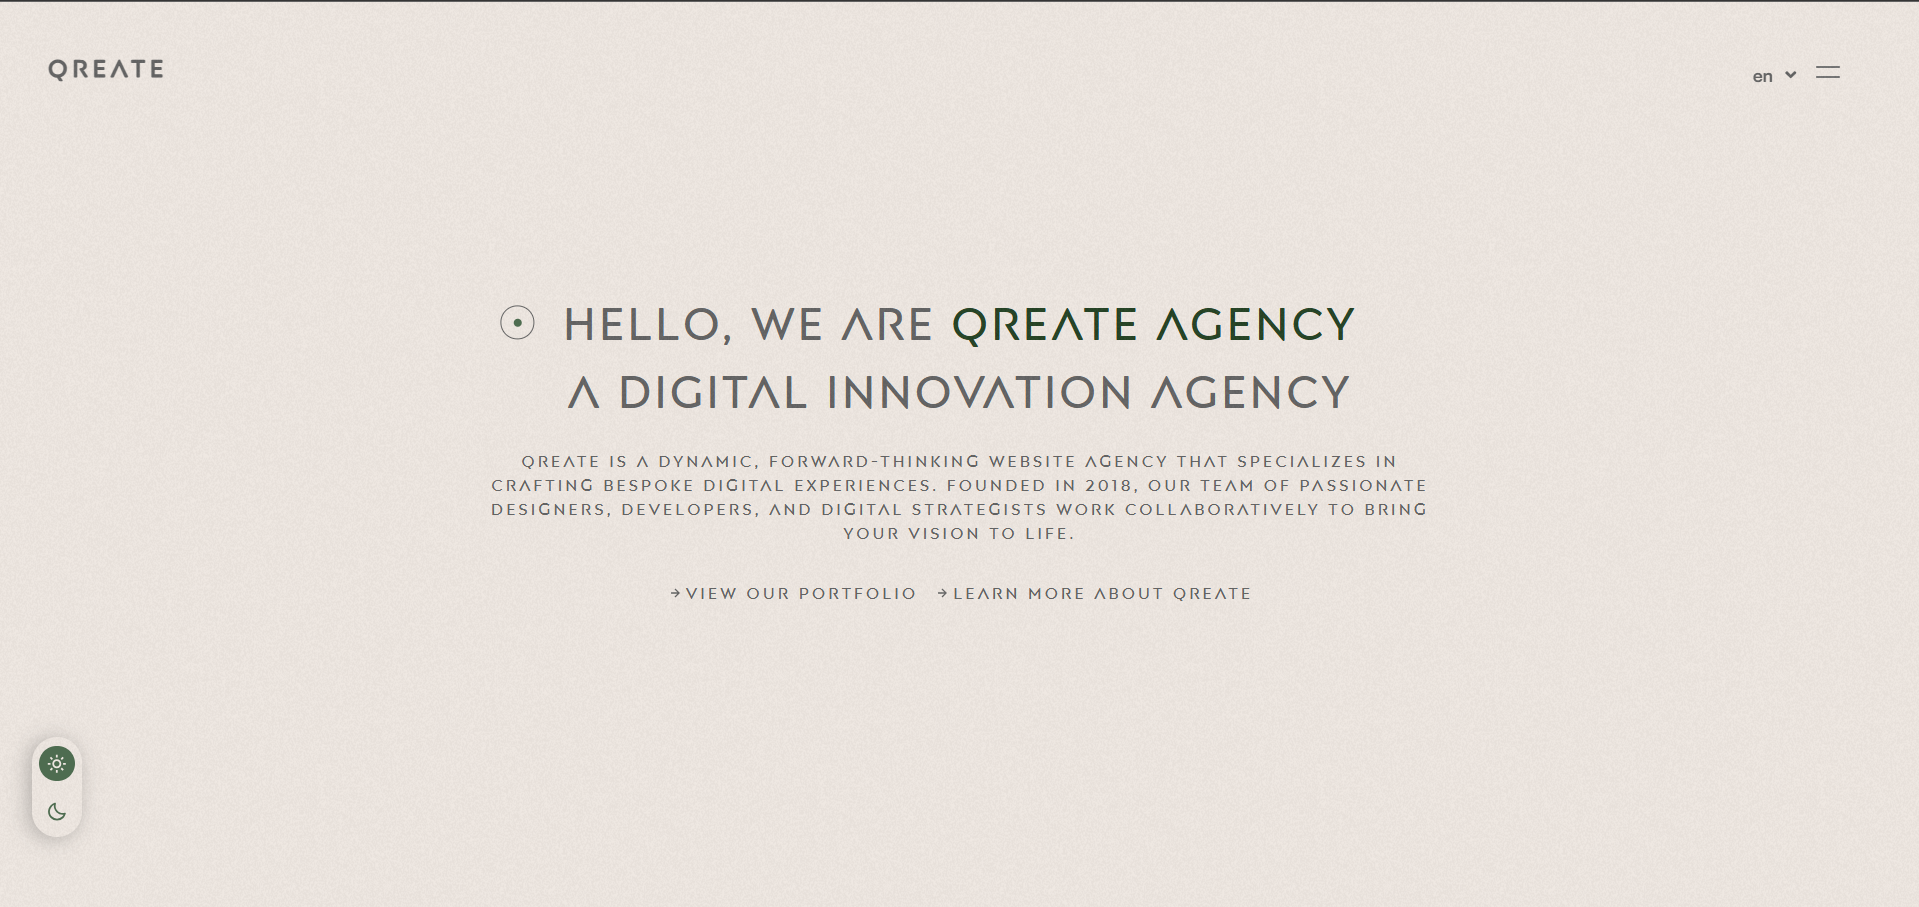 QREATE
en
HELLO, WE ARE QREATE AGENCY
A DIGITAL INNOVATION AGENCY
QREATE IS A DYNAMIC, FORWARD-THINKING WEBSITE AGENCY THAT SPECIALIZES IN
CRAFTING BESPOKE DIGITAL EXPERIENCES. FOUNDED IN 2018, OUR TEAM OF PASSIONATE
DESIGNERS, DEVELOPERS, AND DIGITAL STRATEGISTS WORK COLLABORATIVELY TO BRING
YOUR VISION TO LIFE.
→VIEW OUR PORTFOLIO →LEARN MORE ABOUT QREATE